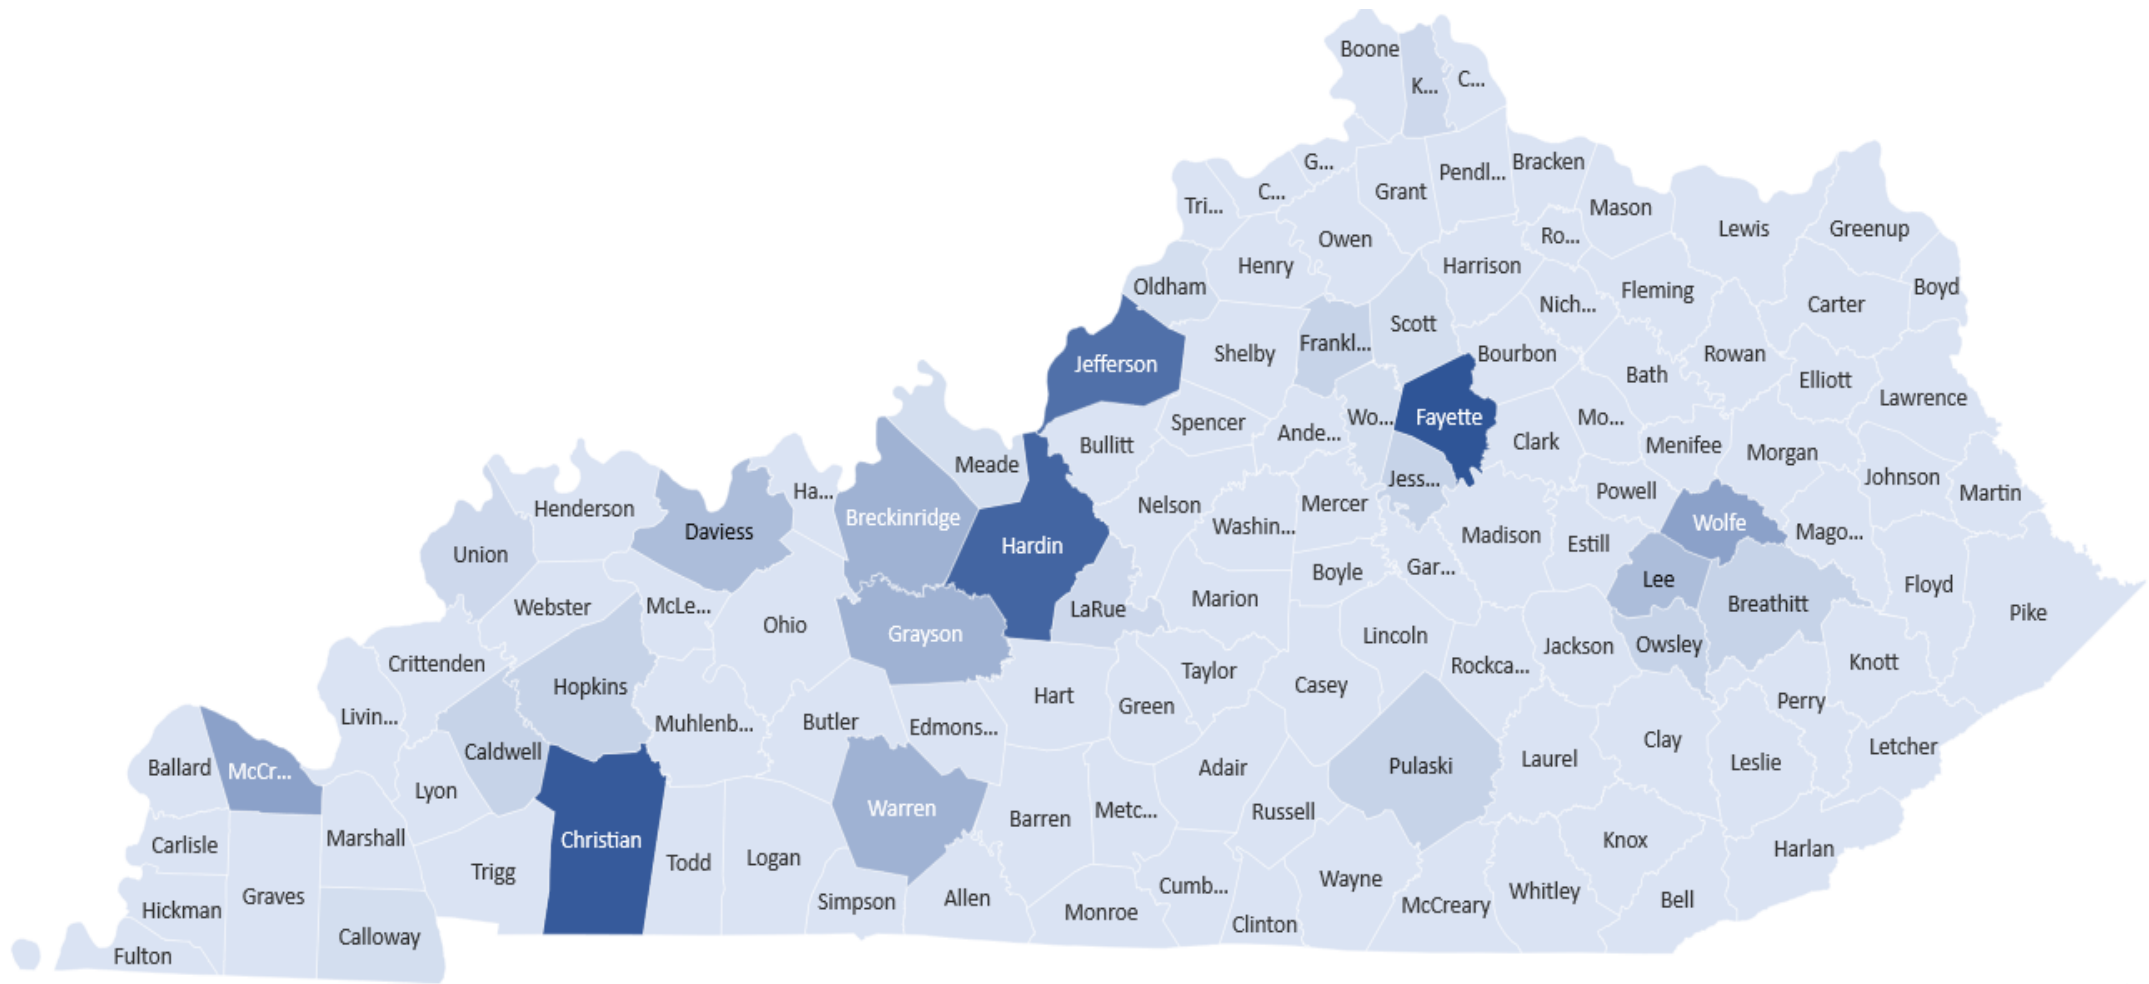 Boone
K...
C...
G...
Bracken
Pendl...
Grant
C...
Tri...
Mason
Lewis
Greenup
Ro...
Owen
Henry
Harrison
Oldham
Fleming
Boyd
Nich...
Carter
Scott
Frankl...
Shelby
Bourbon
Rowan
Jefferson
Bath
Elliott
Lawrence
Wo...
Fayette
Mo...
Spencer
Ande...
Clark
Bullitt
Menifee
Morgan
Meade
Jess...
Johnson
Ha...
Powell
Martin
Nelson
Mercer
Henderson
Breckinridge
Wolfe
Washin...
Daviess
Mago...
Madison
Estill
Hardin
Union
Gar...
Boyle
Lee
Floyd
Marion
Breathitt
Webster
McLe...
LaRue
Pike
Ohio
Grayson
Lincoln
Owsley
Jackson
Crittenden
Knott
Rockca...
Taylor
Casey
Hopkins
Hart
Perry
Green
Livin...
Butler
Muhlenb...
Edmons...
Clay
Letcher
Caldwell
Laurel
Leslie
Pulaski
Adair
Ballard
McCr...
Lyon
Warren
Metc...
Russell
Barren
Marshall
Christian
Knox
Carlisle
Harlan
Logan
Todd
Trigg
Wayne
Cumb...
Whitley
Graves
Allen
Bell
Simpson
McCreary
Hickman
Monroe
Clinton
Calloway
Fulton